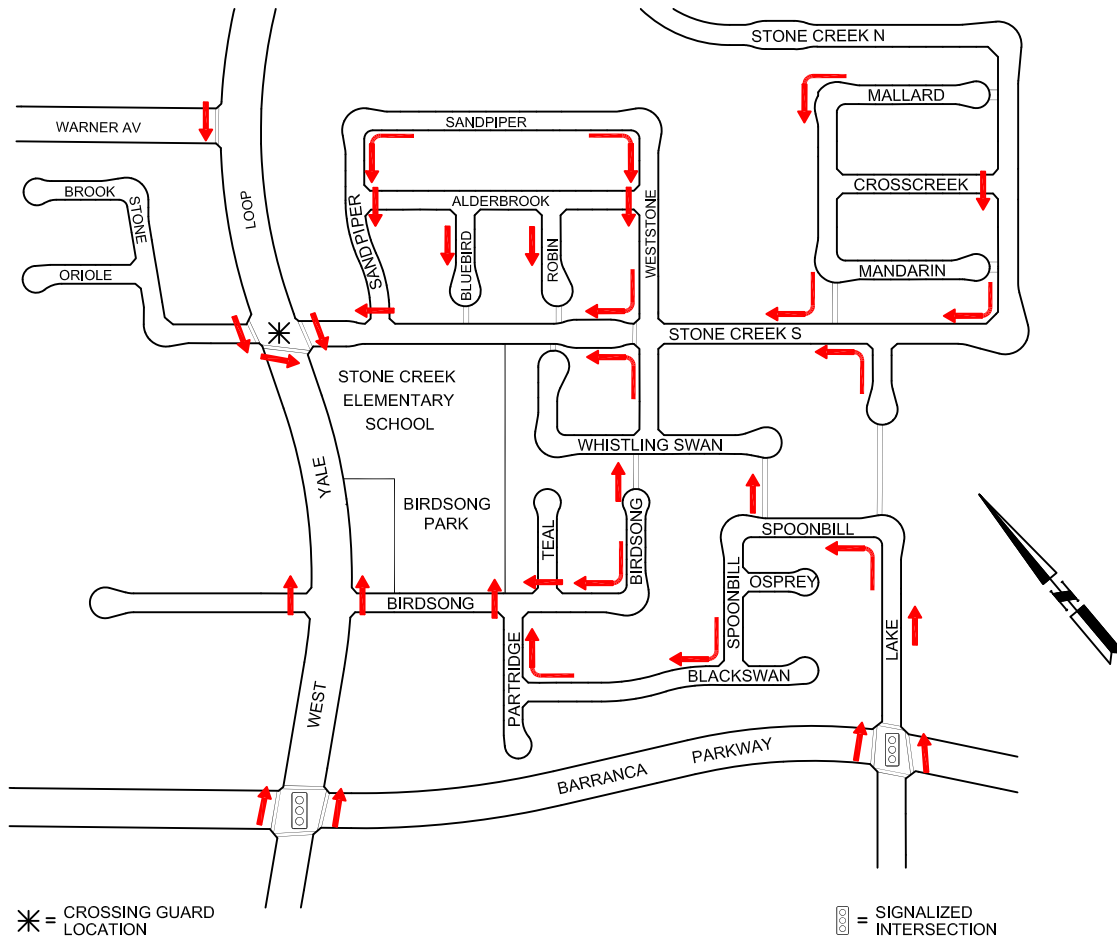 STONE CREEK N
MALLARD
WARNER AV
SANDPIPER
BROOK
STONE
LOOP
CROSSCREEK
ALDERBROOK
SANDPIPER
BLUEBIRD
ROBIN
WESTSTONE
ORIOLE
MANDARIN
STONE CREEK S
STONE CREEK
ELEMENTARY
SCHOOL
WHISTLING SWAN
YALE
BIRDSONG
PARK
TEAL
BIRDSONG
SPOONBILL
OSPREY
BIRDSONG
SPOONBILL
LAKE
PARTRIDGE
BLACKSWAN
WEST
N
BARRANCA PARKWAY
= CROSSING GUARD
LOCATION
= SIGNALIZED
INTERSECTION